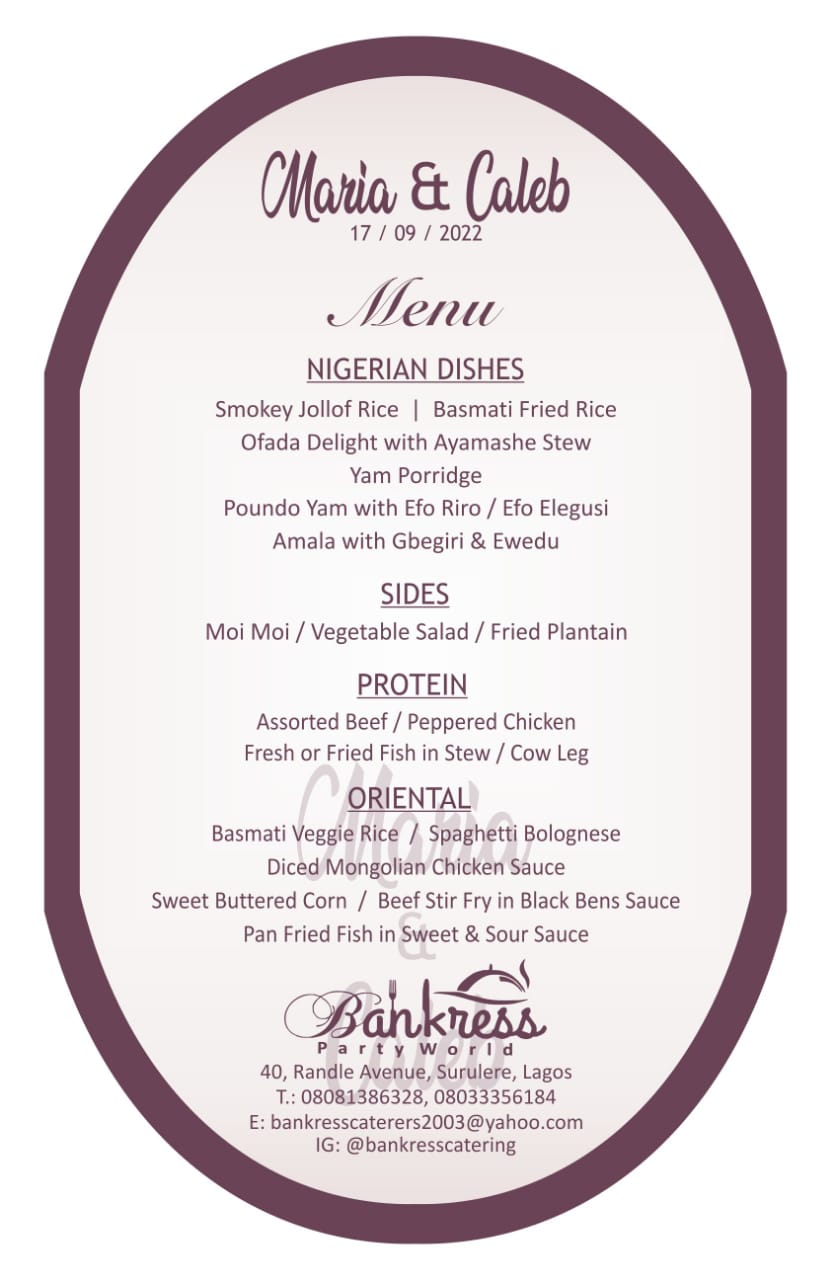 Maria & Caleb
17 / 09 / 2022
Menu
NIGERIAN DISHES
Smokey Jollof Rice | Basmati Fried Rice
Ofada Delight with Ayamashe Stew
Yam Porridge
Poundo Yam with Efo Riro / Efo Elegusi
Amala with Gbegiri & Ewedu
SIDES
Moi Moi / Vegetable Salad / Fried Plantain
PROTEIN
Assorted Beef / Peppered Chicken
Fresh or Fried Fish in Stew / Cow Leg
ORIENTAL
Basmati Veggie Rice / Spaghetti Bolognese
Diced Mongolian Chicken Sauce
Sweet Buttered Corn / Beef Stir Fry in Black Bens Sauce
Pan Fried Fish in Sweet & Sour Sauce
Maria
&
Caleb
Bankress
Party World
40, Randle Avenue, Surulere, Lagos
T.: 08081386328, 08033356184
E: bankresscaterers2003@yahoo.com
IG: @bankresscatering